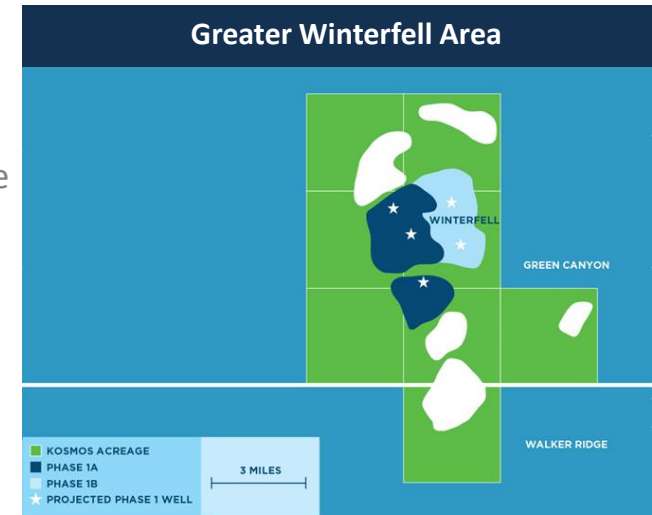 Greater Winterfell Area
e
WINTERFELL
GREEN CANYON
WALKER RIDGE
KOSMOS ACREAGE
PHASE 1A
PHASE 1B
PROJECTED PHASE 1 WELL
3 MILES